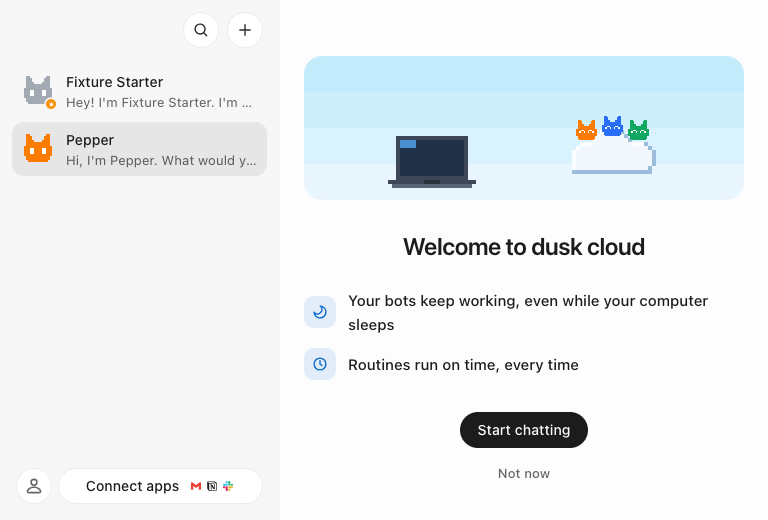 Fixture Starter
Hey! I'm Fixture Starter. I'm ...
Pepper
Hi, I'm Pepper. What would y...
Connect apps
Welcome to dusk cloud
Your bots keep working, even while your computer
sleeps
Routines run on time, every time
Start chatting
Not now